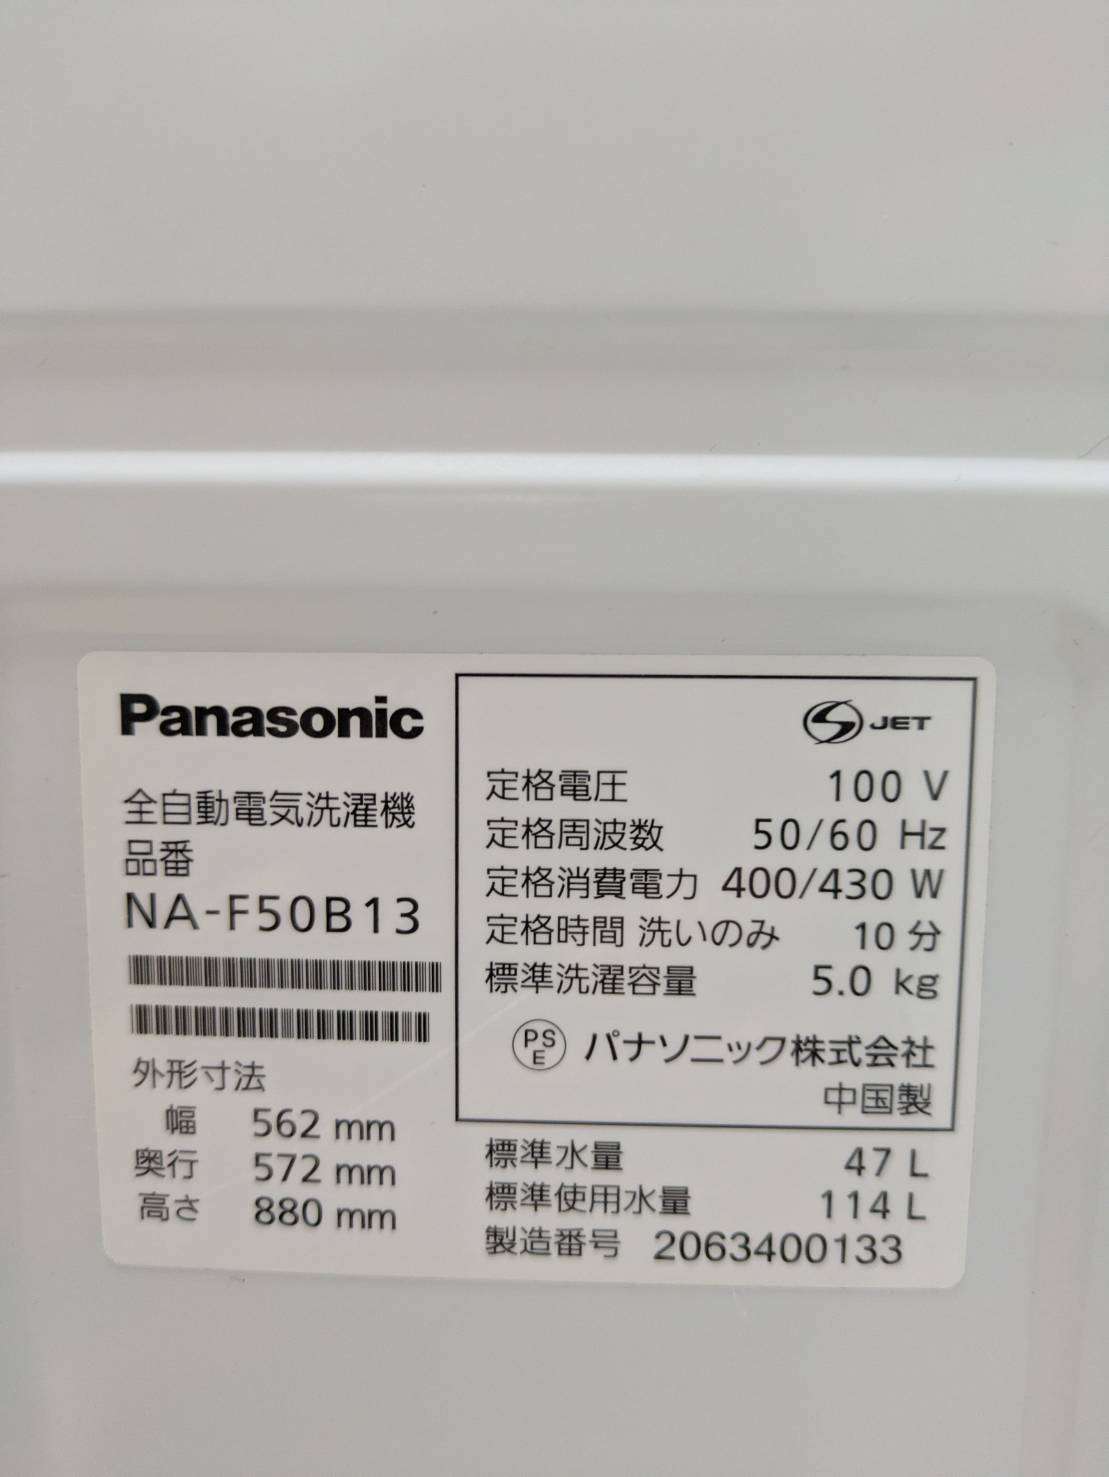 Panasonic
全自動電気洗濯機
品番
NA-F50B13
外形寸法
幅 562 mm
奥行 572 mm
高さ 880 mm
S JET
定格電圧 100 V
定格周波数 50/60 Hz
定格消費電力 400/430 W
定格時間 洗いのみ 10 分
標準洗濯容量 5.0 kg
PS E パナソニック株式会社
中国製
標準水量 47 L
標準使用水量 114 L
製造番号 2063400133